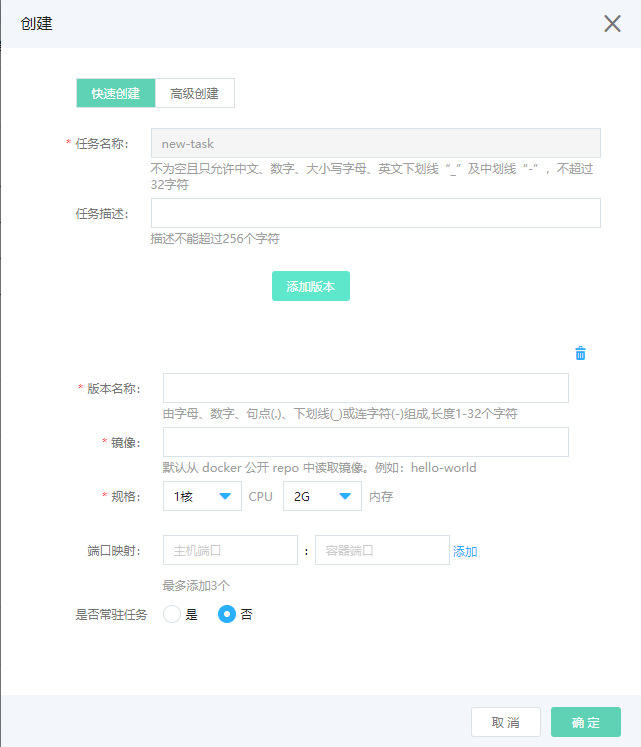 创建
快速创建 高级创建
* 任务名称： new-task
不为空且只允许中文、数字、大小写字母、英文下划线“_”及中划线“-”，不超过
32字符
任务描述：
描述不能超过256个字符
添加版本
* 版本名称：
由字母、数字、句点(.)、下划线(_)或连字符(-)组成,长度1-32个字符
* 镜像：
默认从 docker 公开 repo 中读取镜像。例如：hello-world
* 规格： 1核 CPU 2G 内存
端口映射： 主机端口 : 容器端口 添加
最多添加3个
是否常驻任务 是 否
取 消 确 定